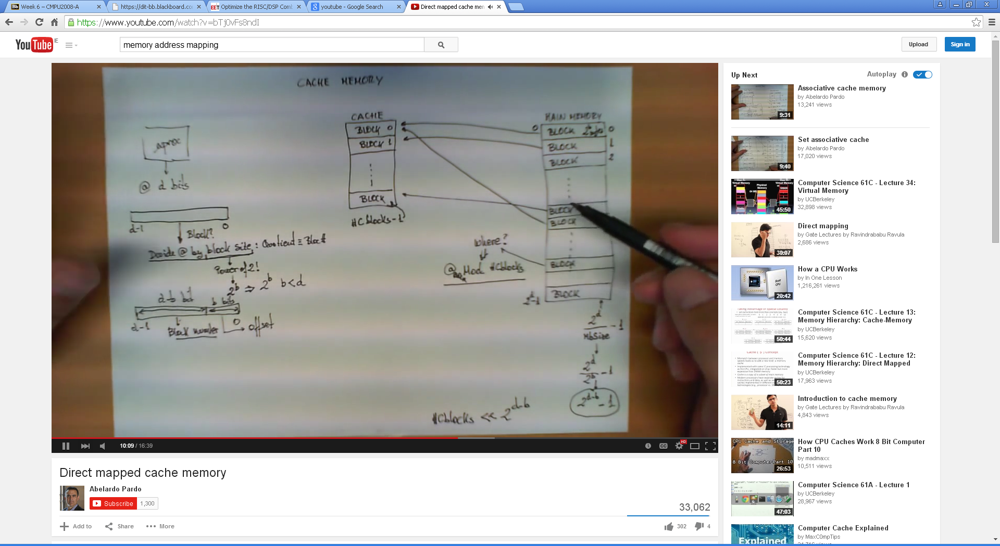 Bb Week 6 – CMPU2008-A
https://dit-bb.blackboard.co
EET Optimize the RISC/DSP Comb
youtube - Google Search
Direct mapped cache men
https://www.youtube.com/watch?v=bTj0vFs8ndI
YouTube IE
memory address mapping
Upload
Sign in
CACHE MEMORY
CACHE
MAIN MEMORY
BLOCK 0
0 BLOCK 0
BLOCK 1
BLOCK 1
BLOCK 2
@ d bits
BLOCK
BLOCK
#Cblocks-1
BLOCK
d-1 0
Block?
Where?
Divide @ by block size: Quotient ≡ Block
Power of 2!
@ Mod #Cblocks
BLOCK
2^b ⇒ 2^b b<d
d-b bit b bits
BLOCK
d-1 0
Block number offset
2^d
-1
2^d
2^b -1
2^(d-b) -1
#Cblocks << 2^(d-b)
10:09 / 16:39
HD
CC
Direct mapped cache memory
Abelardo Pardo
Subscribe 1,300
33,062
Add to Share More
302 4
Up Next
Autoplay
Associative cache memory
by Abelardo Pardo
13,241 views
9:31
Set associative cache
by Abelardo Pardo
17,020 views
9:40
Computer Science 61C - Lecture 34:
Virtual Memory
by UCBerkeley
32,898 views
45:50
Direct mapping
by Gate Lectures by Ravindrababu Ravula
2,686 views
30:07
How a CPU Works
by In One Lesson
1,216,261 views
20:42
Computer Science 61C - Lecture 13:
Memory Hierarchy: Cache-Memory
by UCBerkeley
15,620 views
50:44
Computer Science 61C - Lecture 12:
Memory Hierarchy: Direct Mapped
by UCBerkeley
17,963 views
50:23
Introduction to cache memory
by Gate Lectures by Ravindrababu Ravula
4,843 views
14:11
How CPU Caches Work 8 Bit Computer
Part 10
by madmaxx
10,511 views
CPU Cache and Storage
8 Bit Computer Part 10
26:53
Computer Science 61A - Lecture 1
by UCBerkeley
28,967 views
47:03
Computer Cache Explained
by MaxC0mpTips
Explained